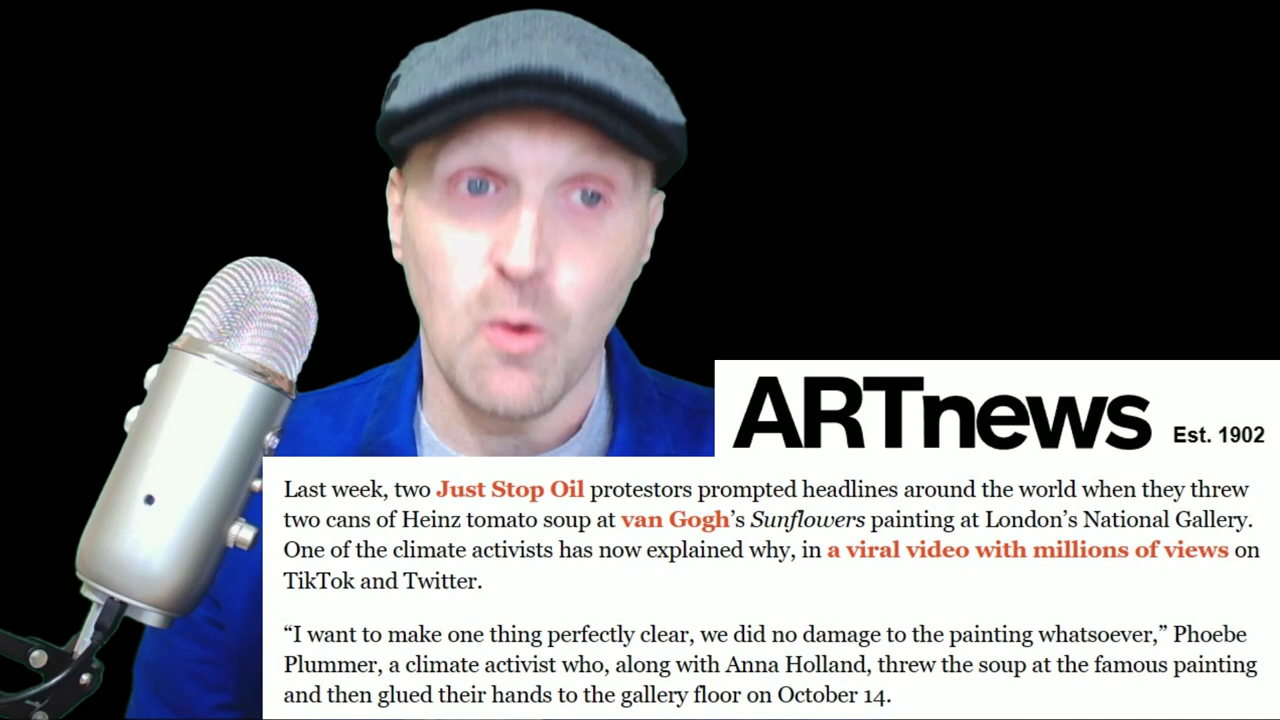 ARTnews Est. 1902
Last week, two Just Stop Oil protestors prompted headlines around the world when they threw
two cans of Heinz tomato soup at van Gogh’s Sunflowers painting at London’s National Gallery.
One of the climate activists has now explained why, in a viral video with millions of views on
TikTok and Twitter.
“I want to make one thing perfectly clear, we did no damage to the painting whatsoever,” Phoebe
Plummer, a climate activist who, along with Anna Holland, threw the soup at the famous painting
and then glued their hands to the gallery floor on October 14.